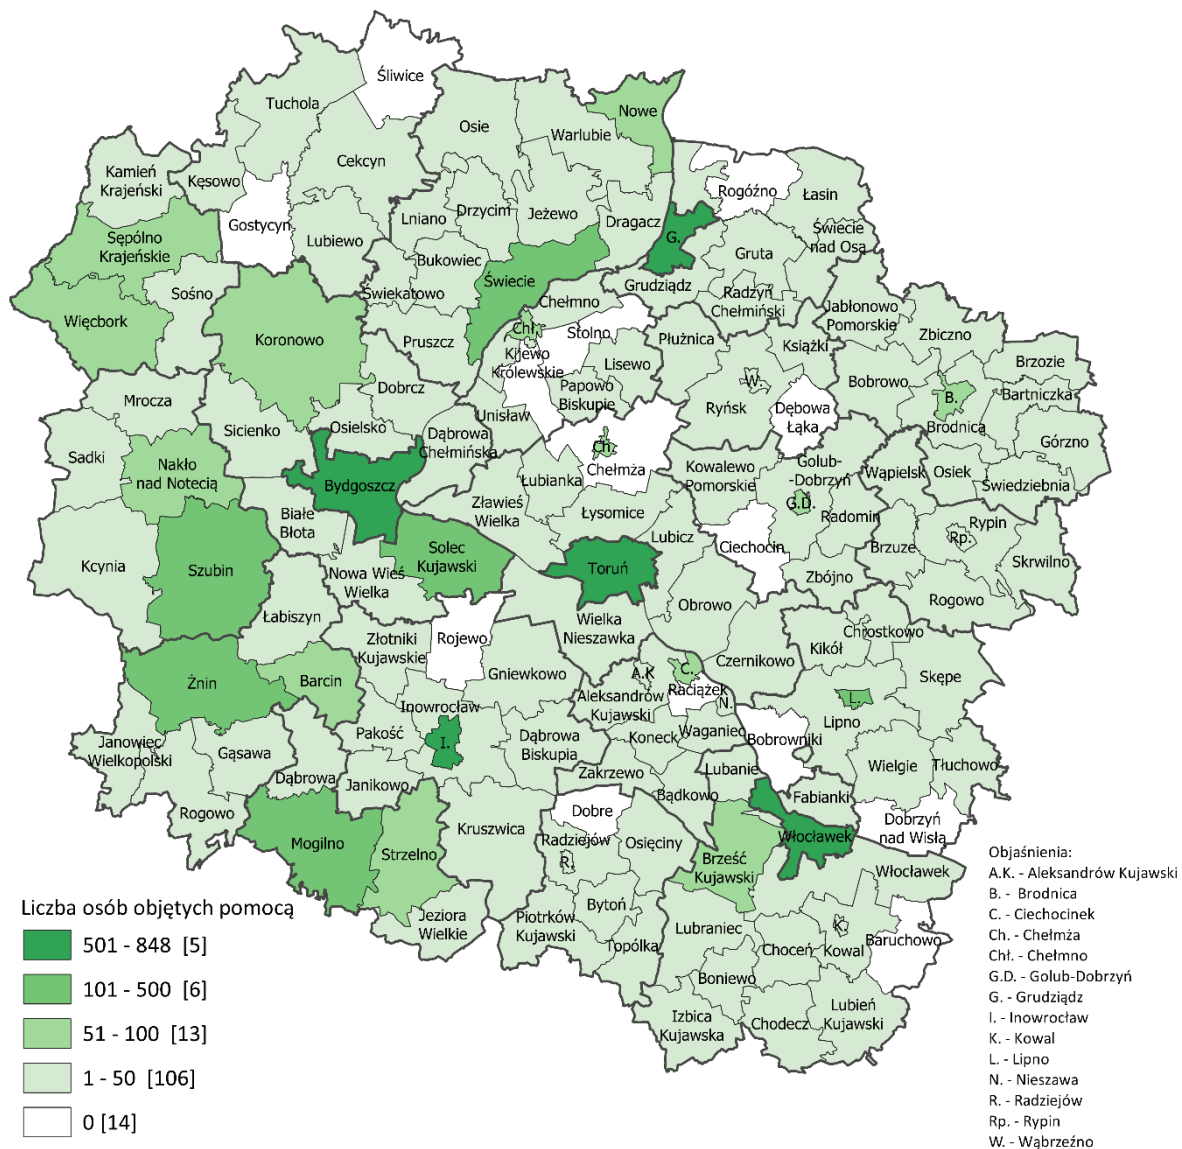 Śliwice
Tuchola
Nowe
Osie
Warlubie
Cekcyn
Kamień
Krajeński
Kęsowo
Rogóźno
Łasin
Lniano
Drzycim
Jeżewo
Dragacz
Gostycyn
Lubiewo
Sępólno
Krajeńskie
G.
Świecie
nad Osą
Gruta
Bukowiec
Świecie
Sośno
Świekatowo
Grudziądz
Radzyń
Chełmiński
Chełmno
Więcbork
Koronowo
Pruszcz
Chł.
Stolno
Jabłonowo
Pomorskie
Zbiczno
Płużnica
Książki
Kijewo
Królewskie
Lisewo
Brzozie
Dobrcz
Papowo
Biskupie
W.
Bobrowo
B.
Bartniczka
Mrocza
Ryńsk
Dębowa
Łąka
Unisław
Sicienko
Osielsko
Dąbrowa
Chełmińska
Brodnica
Górzno
Sadki
Ch.
Chełmża
Nakło
nad Notecią
Kowalewo
Pomorskie
Golub-
-Dobrzyń
Wąpielsk
Osiek
Świedziebnia
Bydgoszcz
Łubianka
Zławieś
Wielka
G.D.
Białe
Błota
Łysomice
Radomin
Rypin
Lubicz
Rp.
Solec
Kujawski
Ciechocin
Brzuze
Skrwilno
Kcynia
Szubin
Toruń
Nowa Wieś
Wielka
Zbójno
Rogowo
Obrowo
Łabiszyn
Wielka
Nieszawka
Złotniki
Kujawskie
Rojewo
Chrostkowo
Kikół
Czernikowo
Skępe
Żnin
Barcin
Gniewkowo
A.K
C.
Raciążek
N.
Aleksandrów
Kujawski
L.
Inowrocław
Lipno
Pakość
I.
Dąbrowa
Biskupia
Koneck
Waganiec
Bobrowniki
Janowiec
Wielkopolski
Gąsawa
Dąbrowa
Janikowo
Zakrzewo
Lubanie
Wielgie
Tłuchowo
Bądkowo
Fabianki
Rogowo
Dobre
Dobrzyń
nad Wisłą
Mogilno
Strzelno
Kruszwica
Radziejów
R.
Osięciny
Włocławek
Brześć
Kujawski
Włocławek
Jeziora
Wielkie
Piotrków
Kujawski
Bytoń
Lubraniec
K.
Topólka
Choceń
Kowal
Baruchowo
Boniewo
Izbica
Kujawska
Chodecz
Lubień
Kujawski
Liczba osób objętych pomocą
501 - 848 [5]
101 - 500 [6]
51 - 100 [13]
1 - 50 [106]
0 [14]
Objaśnienia:
A.K. - Aleksandrów Kujawski
B. - Brodnica
C. - Ciechocinek
Ch. - Chełmża
Chł. - Chełmno
G.D. - Golub-Dobrzyń
G. - Grudziądz
I. - Inowrocław
K. - Kowal
L. - Lipno
N. - Nieszawa
R. - Radziejów
Rp. - Rypin
W. - Wąbrzeźno